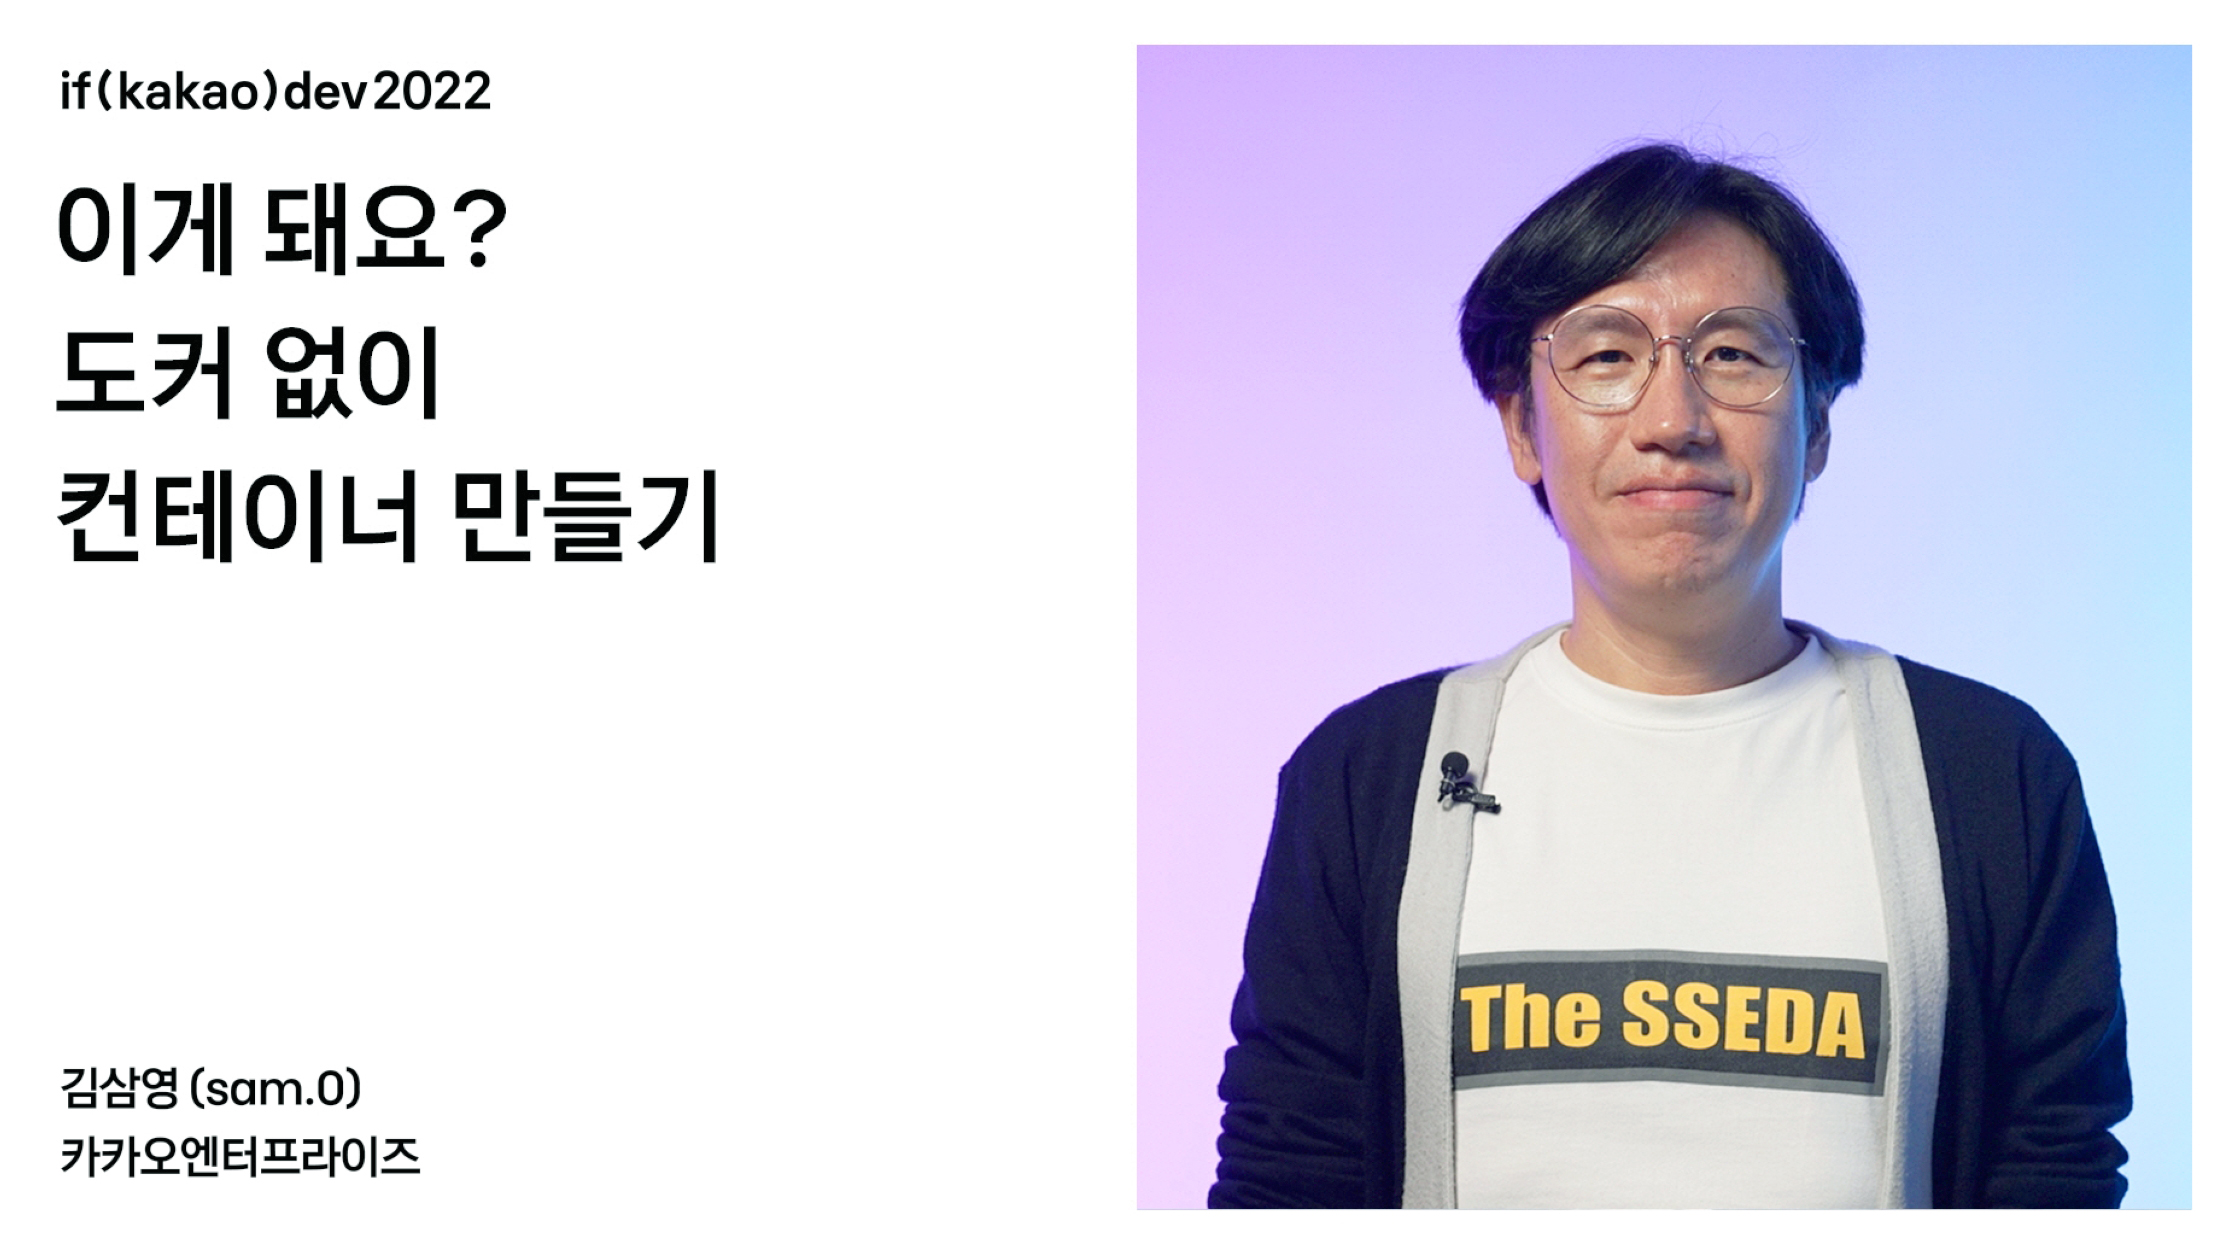 if(kakao)dev2022
이게 돼요?
도커 없이
컨테이너 만들기
The SSEDA
김삼영 (sam.0)
카카오엔터프라이즈